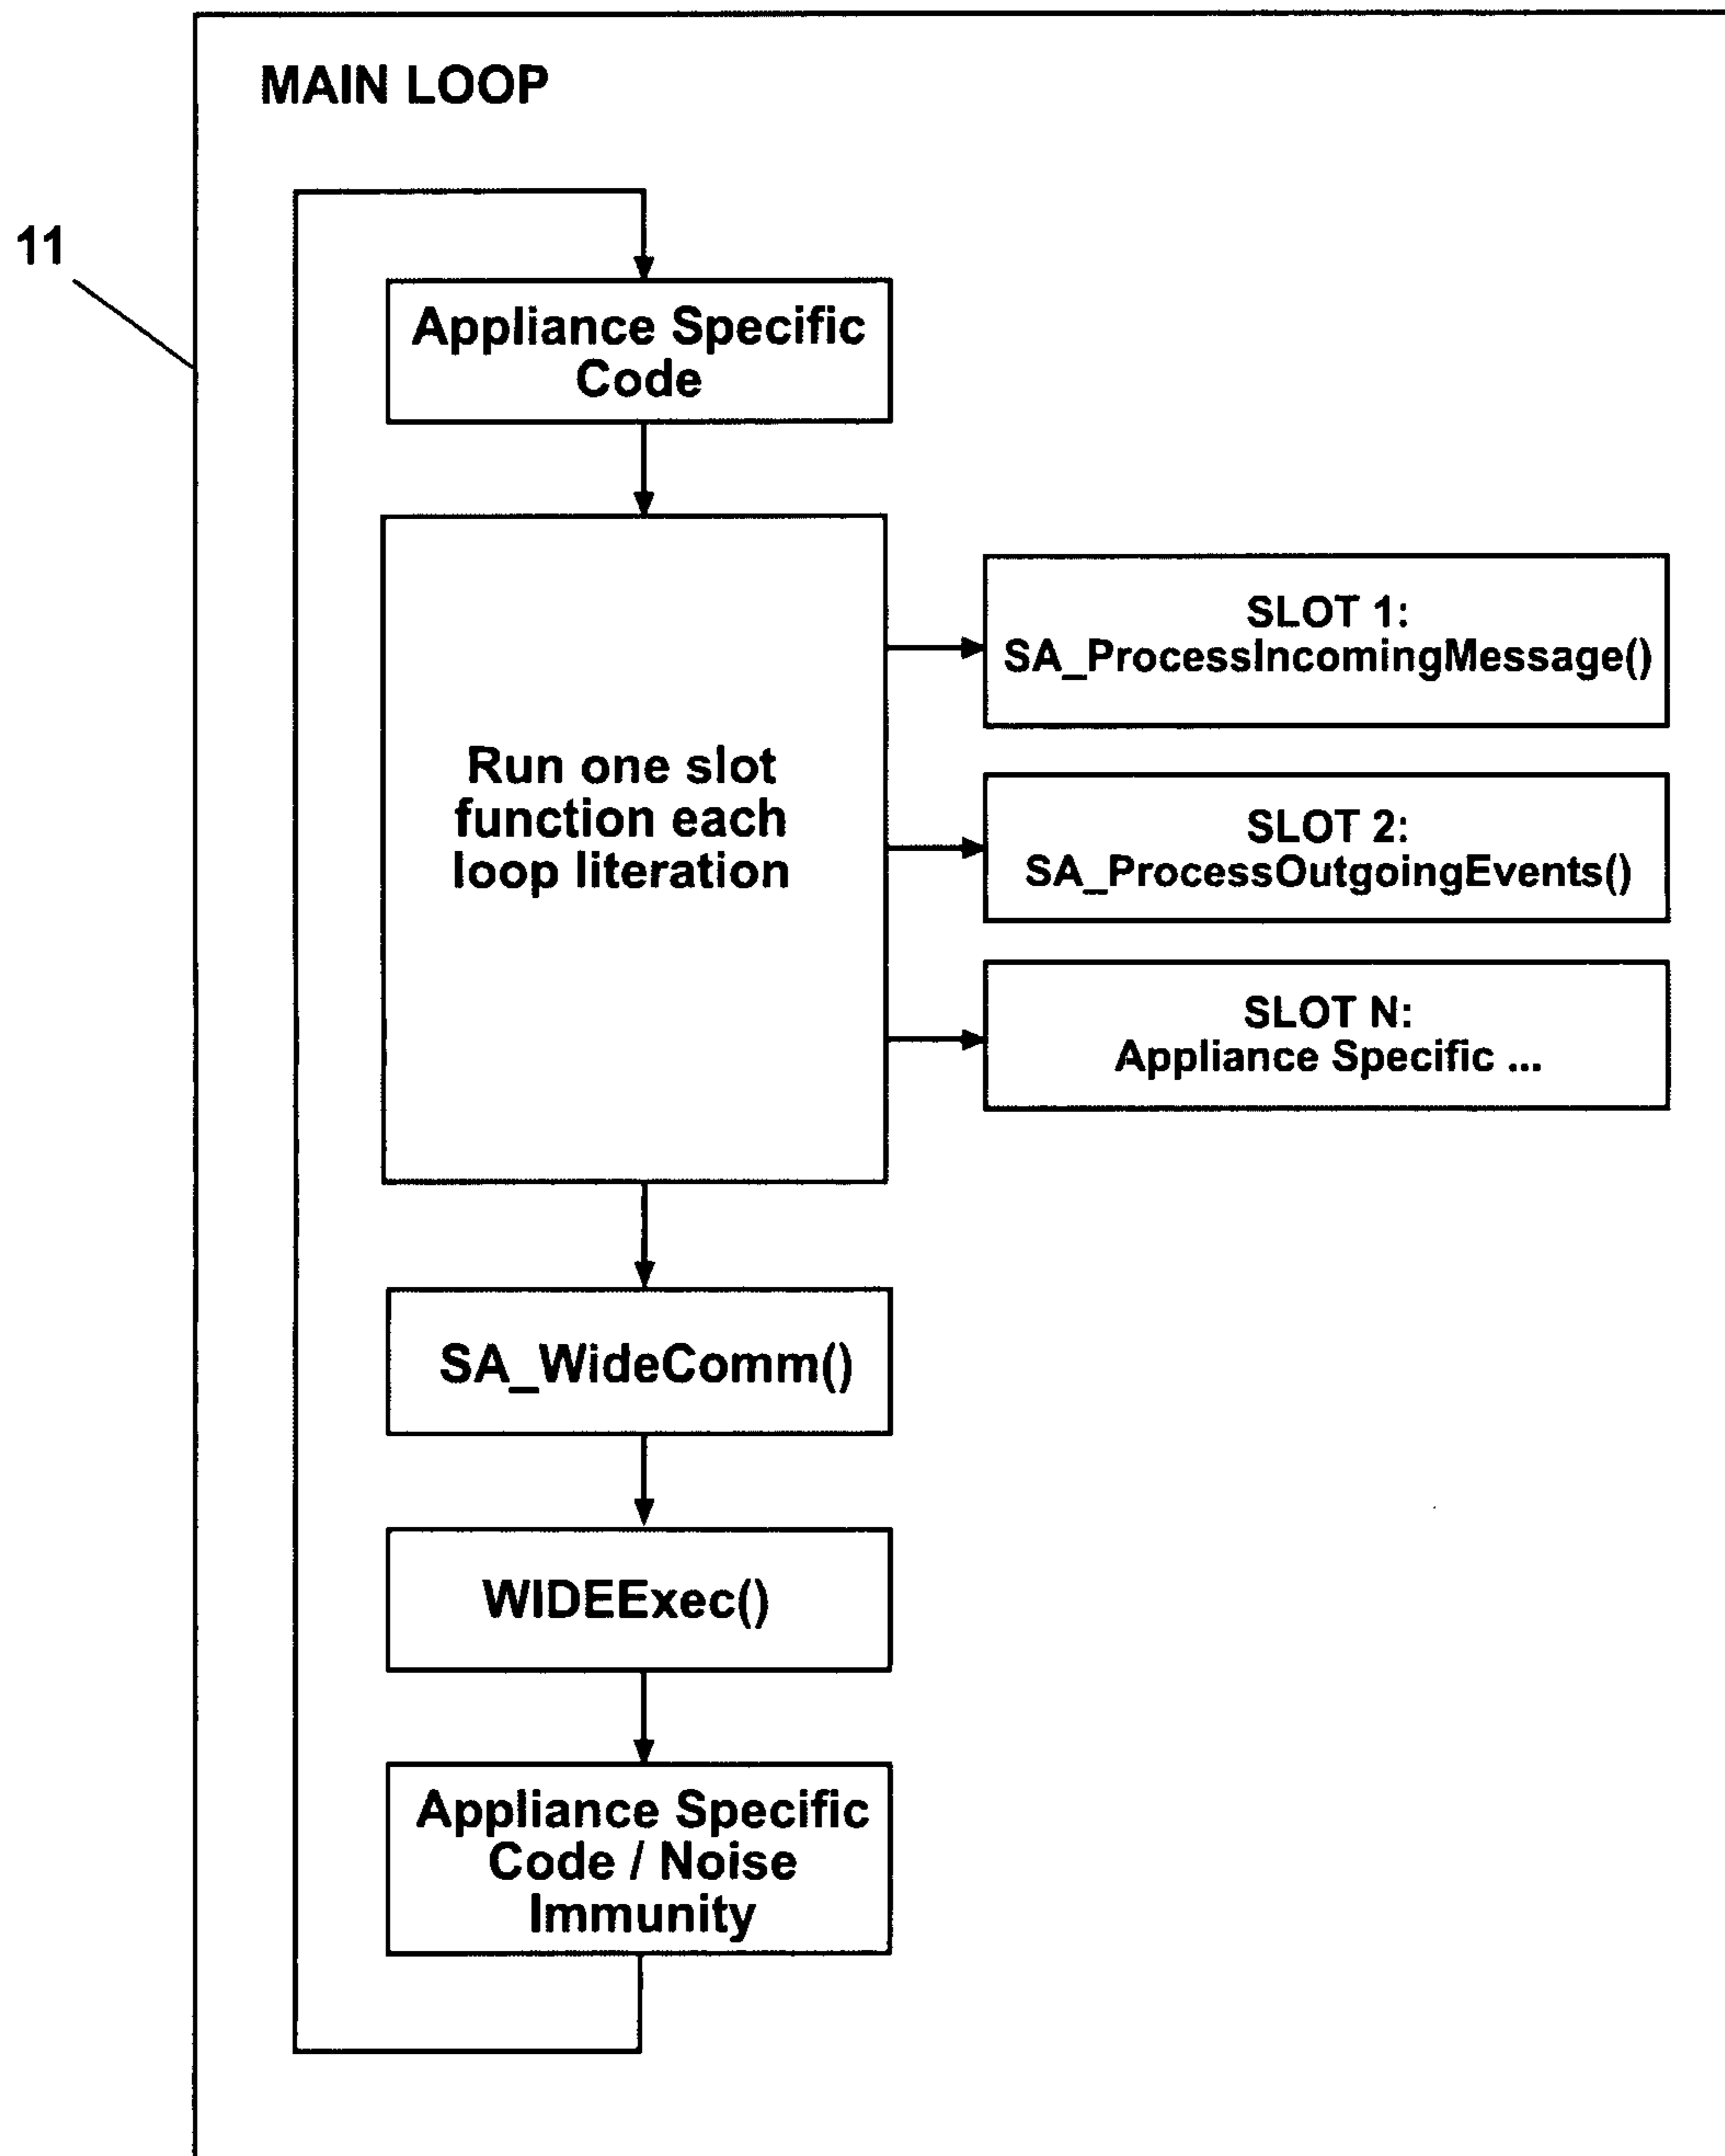 MAIN LOOP
11
Appliance Specific
Code
Run one slot
function each
loop literation
SLOT 1:
SA_ProcessIncomingMessage()
SLOT 2:
SA_ProcessOutgoingEvents()
SLOT N:
Appliance Specific ...
SA_WideComm()
WIDEExec()
Appliance Specific
Code / Noise
Immunity